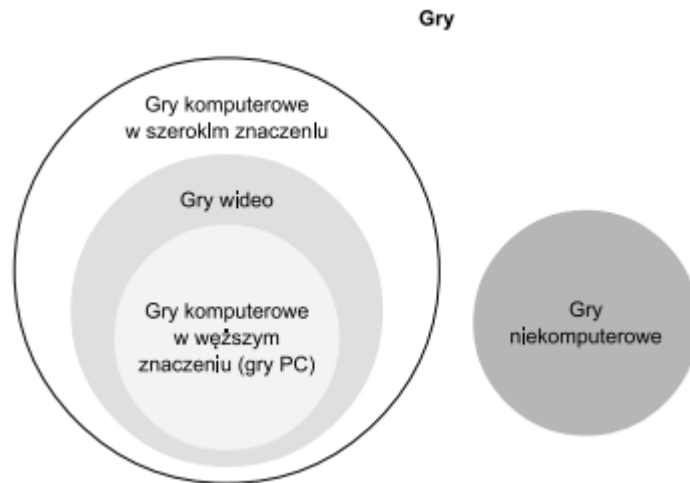 Gry
Gry komputerowe
w szerokim znaczeniu
Gry wideo
Gry komputerowe
w węższym
znaczeniu (gry PC)
Gry
niekomputerowe